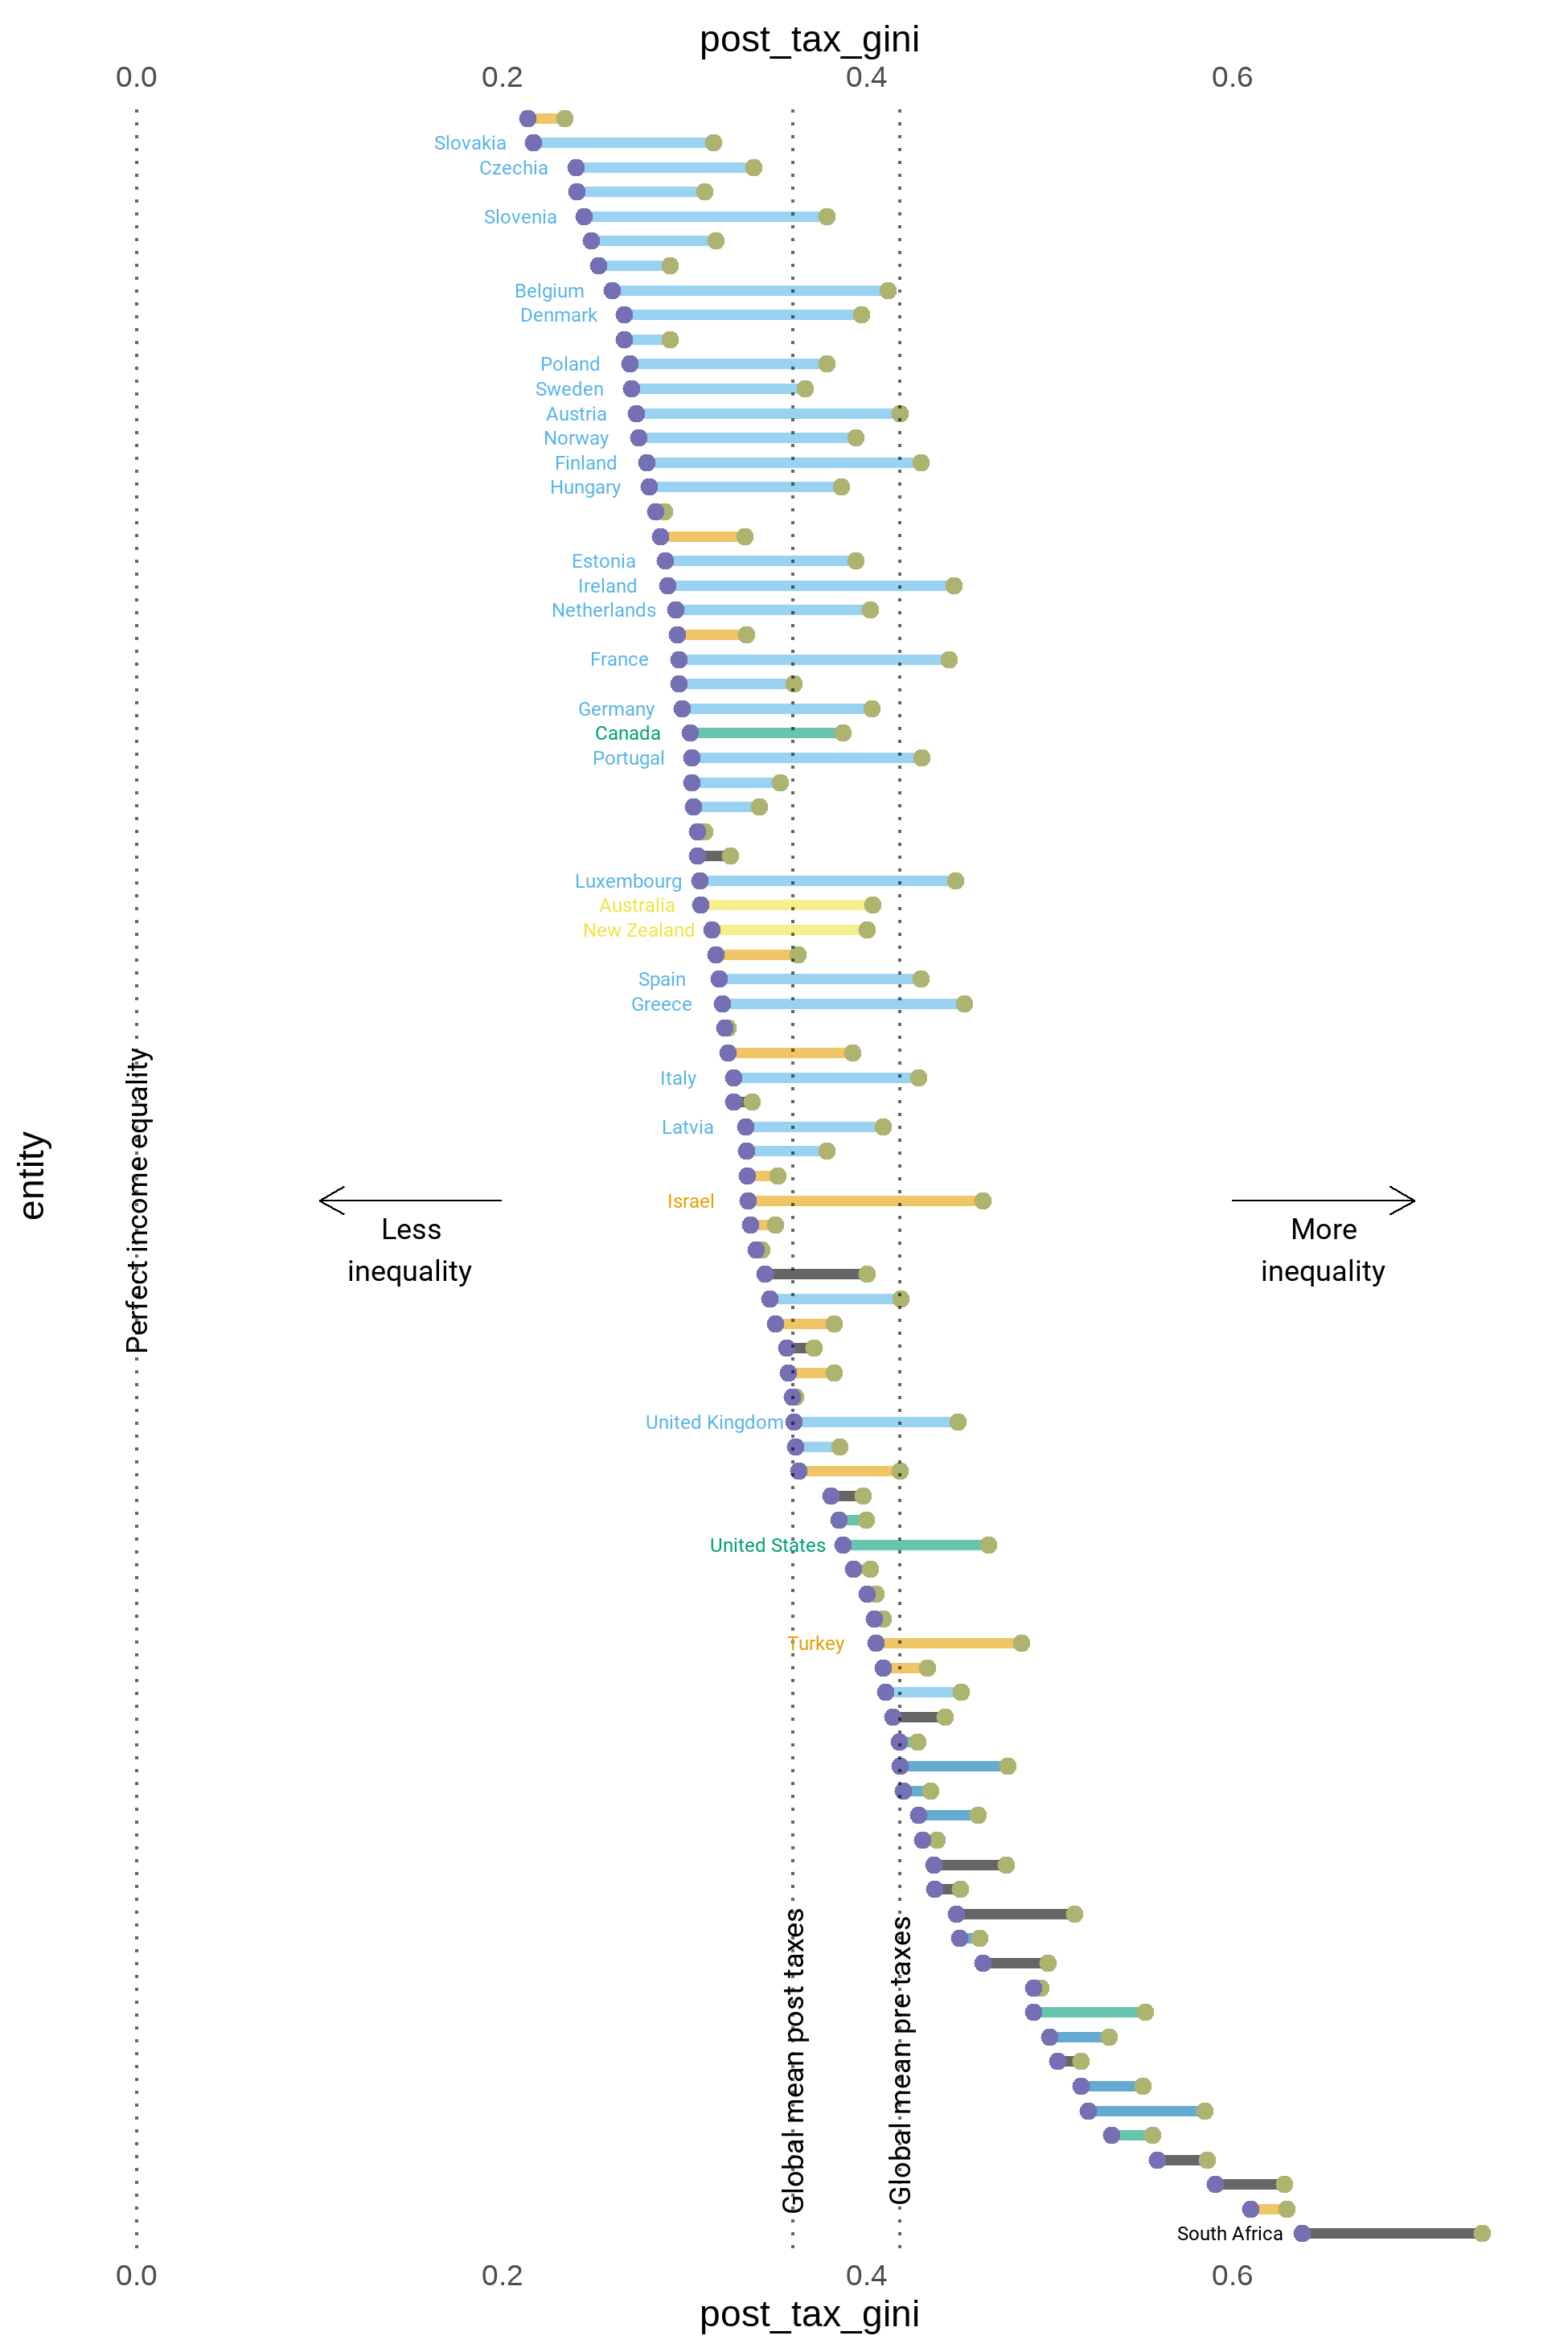 post_tax_gini
0.0 0.2 0.4 0.6
Slovakia
Czechia
Slovenia
Belgium
Denmark
Poland
Sweden
Austria
Norway
Finland
Hungary
Estonia
Ireland
Netherlands
France
Germany
Canada
Portugal
Luxembourg
Australia
New Zealand
Spain
Greece
Italy
Latvia
Israel
entity
Perfect income equality
Less
inequality
More
inequality
United Kingdom
United States
Turkey
Global mean post taxes
Global mean pre taxes
South Africa
0.0 0.2 0.4 0.6
post_tax_gini